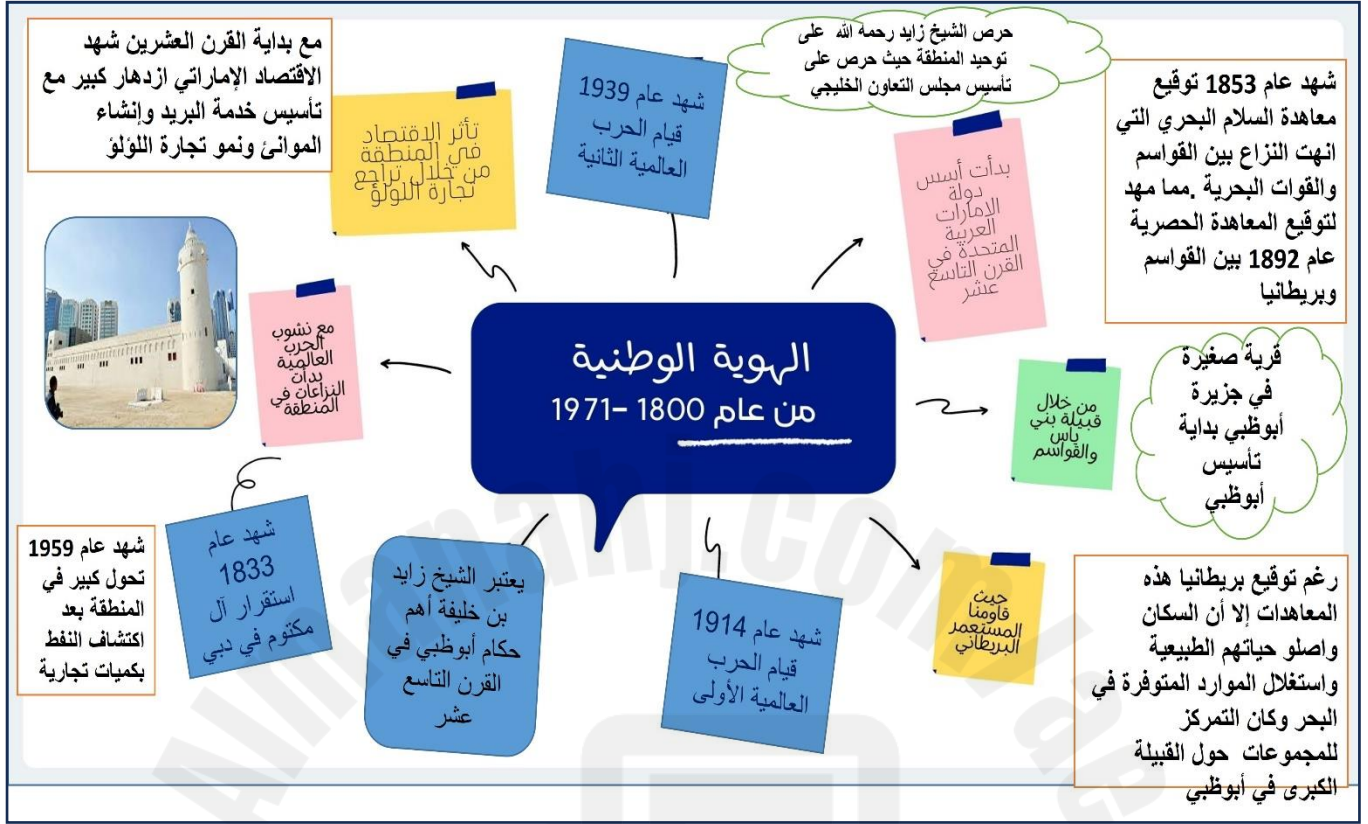 حرص الشيخ زايد رحمة الله على
توحيد المنطقة حيث حرص على
تأسيس مجلس التعاون الخليجي
شهد عام 1853 توقيع
معاهدة السلام البحري التي
انهت النزاع بين القواسم
والقوات البحرية .مما مهد
لتوقيع المعاهدة الحصرية
عام 1892 بين القواسم
وبريطانيا
بدأت أسس
دولة
الامارات
العربية
المتحدة في
القرن التاسع
عشر
شهد عام 1939
قيام الحرب
العالمية الثانية
تأثر الاقتصاد
في المنطقة
من خلال تراجع
تجارة اللولؤ
مع بداية القرن العشرين شهد
الاقتصاد الإماراتي ازدهار كبير مع
تأسيس خدمة البريد وإنشاء
الموانئ ونمو تجارة اللؤلؤ
قرية صغيرة
في جزيرة
أبوظبي بداية
تأسيس
أبوظبي
من خلال
قبيلة بني
ياس
والقواسم
الهوية الوطنية
من عام 1800 –1971
مع نشوب
الحرب
العالمية
بدأت
النزاعات في
المنطقة
رغم توقيع بريطانيا هذه
المعاهدات إلا أن السكان
واصلو حياتهم الطبيعية
واستغلال الموارد المتوفرة في
البحر وكان التمركز
للمجموعات حول القبيلة
الكبرى في أبوظبي
حيث
قاومنا
المستعمر
البريطاني
شهد عام 1914
قيام الحرب
العالمية الأولى
يعتبر الشيخ زايد
بن خليفة أهم
حكام أبوظبي في
القرن التاسع
عشر
شهد عام
1833
استقرار آل
مكتوم في دبي
شهد عام 1959
تحول كبير في
المنطقة بعد
اكتشاف النفط
بكميات تجارية
Almanahj.com/ae